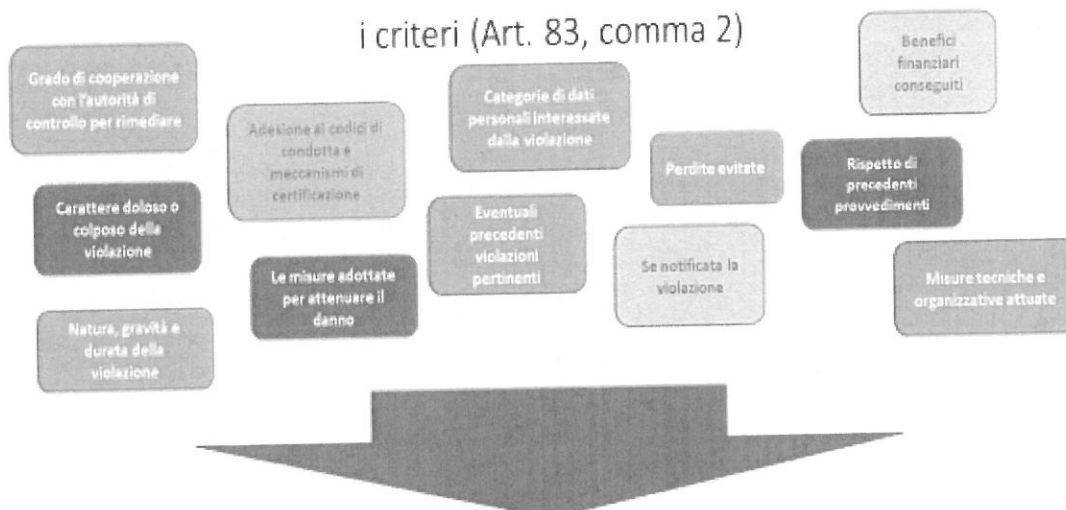 i criteri (Art. 83, comma 2)
Grado di cooperazione
con l'autorità di
controllo per rimediare
Adesione ai codici di
condotta e
meccanismi di
certificazione
Categorie di dati
personali interessate
dalla violazione
Benefici
finanziari
conseguiti
Perdite evitate
Rispetto di
precedenti
provvedimenti
Carattere doloso o
colposo della
violazione
Eventuali
precedenti
violazioni
pertinenti
Le misure adottate
per attenuare il
danno
Se notificata la
violazione
Misure tecniche e
organizzative attuate
Natura, gravità e
durata della
violazione